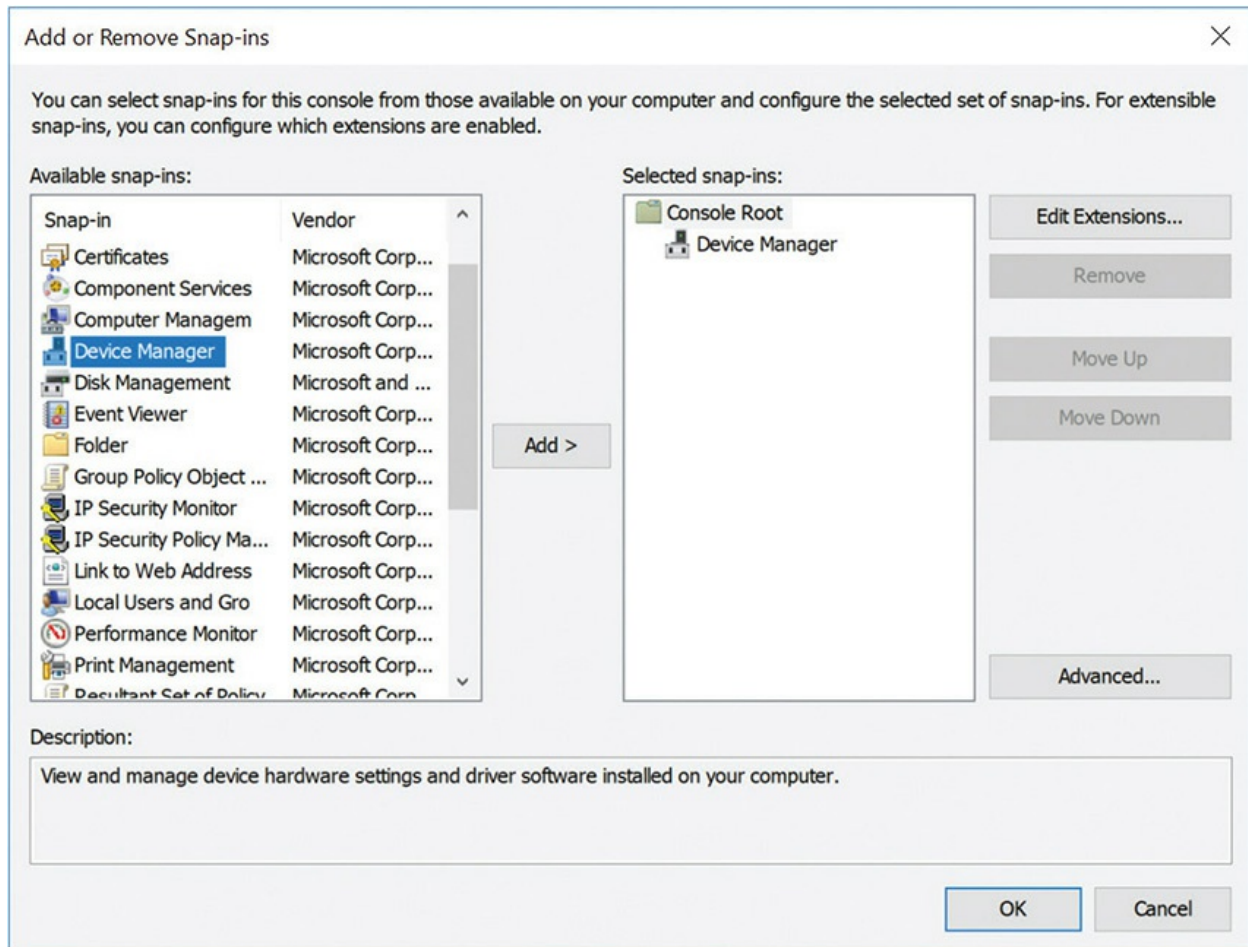 Add or Remove Snap-ins
You can select snap-ins for this console from those available on your computer and configure the selected set of snap-ins. For extensible
snap-ins, you can configure which extensions are enabled.
Available snap-ins:
Snap-in Vendor
Certificates Microsoft Corp...
Component Services Microsoft Corp...
Computer Managem Microsoft Corp...
Device Manager Microsoft Corp...
Disk Management Microsoft and ...
Event Viewer Microsoft Corp...
Folder Microsoft Corp...
Group Policy Object ... Microsoft Corp...
IP Security Monitor Microsoft Corp...
IP Security Policy Ma... Microsoft Corp...
Link to Web Address Microsoft Corp...
Local Users and Gro Microsoft Corp...
Performance Monitor Microsoft Corp...
Print Management Microsoft Corp...
Resultant Set of Policy Microsoft Corp
Add >
Selected snap-ins:
Console Root
Device Manager
Edit Extensions...
Remove
Move Up
Move Down
Advanced...
Description:
View and manage device hardware settings and driver software installed on your computer.
OK
Cancel